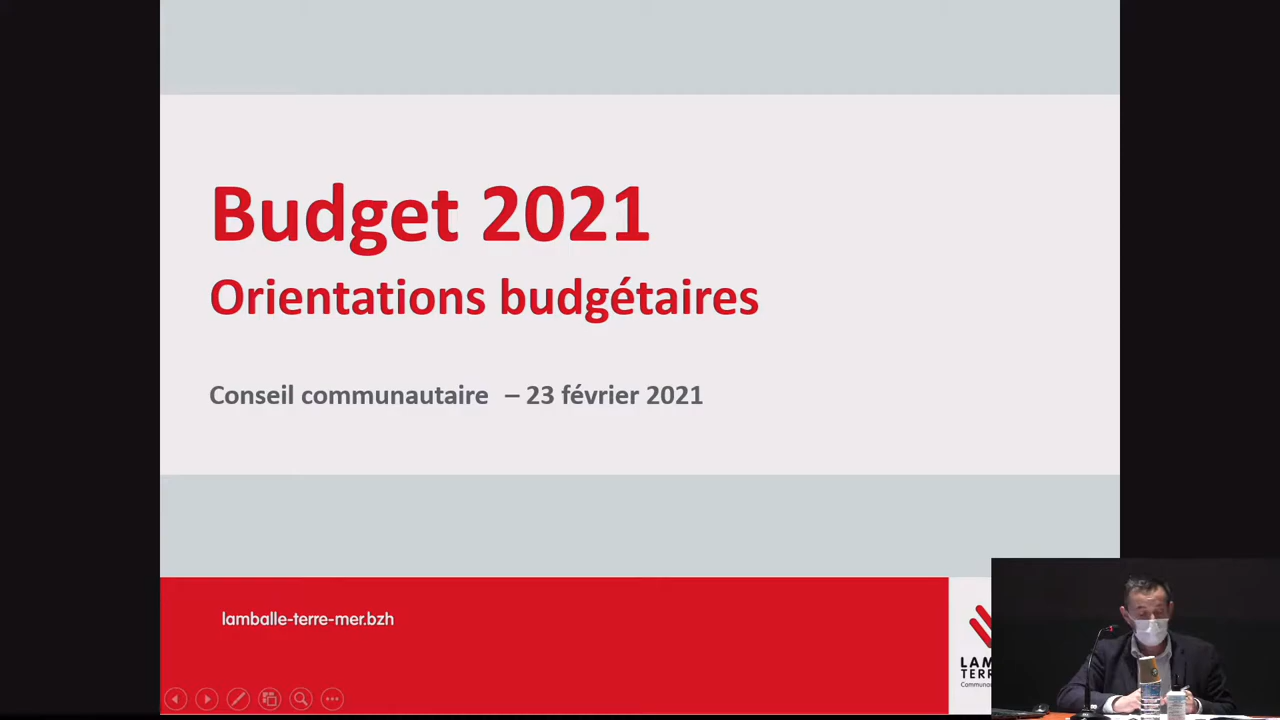 Budget 2021
Orientations budgétaires
Conseil communautaire – 23 février 2021
lamballe-terre-mer.bzh